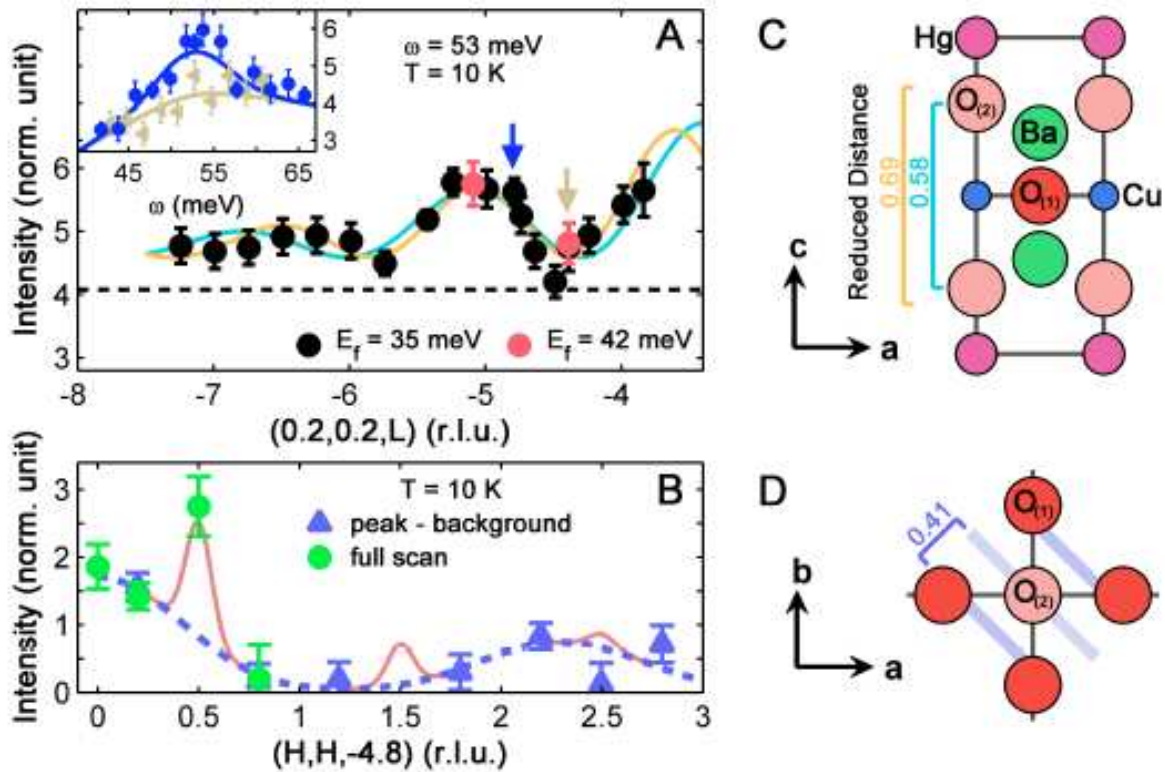 A
ω = 53 meV
T = 10 K
6
5
4
3
45 55 65
ω (meV)
Intensity (norm. unit)
6
5
4
3
E_f = 35 meV
E_f = 42 meV
-8 -7 -6 -5 -4
(0.2,0.2,L) (r.l.u.)
B
T = 10 K
peak - background
full scan
Intensity (norm. unit)
3
2
1
0
0 0.5 1 1.5 2 2.5 3
(H,H,-4.8) (r.l.u.)
C
Hg
O(2)
Ba
O(1)
Cu
Reduced Distance
0.69
0.58
c
a
D
0.41
O(1)
O(2)
b
a